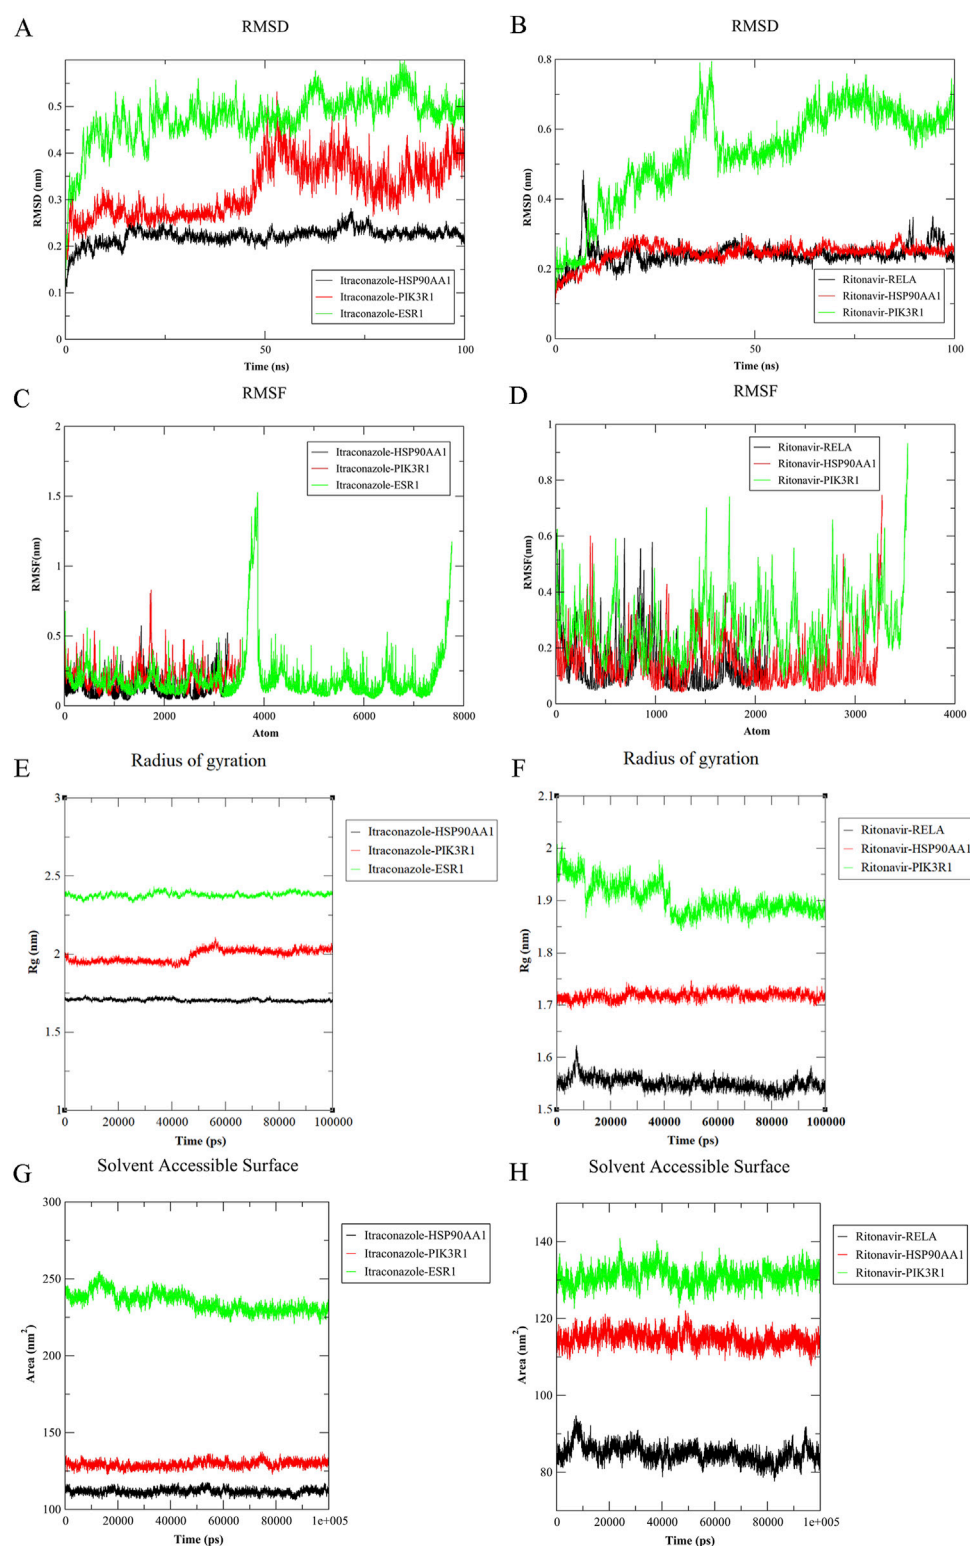 A
RMSD
0.5
0.4
0.3
0.2
0.1
0
RMSD (nm)
0
50
100
Time (ns)
Itraconazole-HSP90AA1
Itraconazole-PIK3R1
Itraconazole-ESR1
B
RMSD
0.8
0.6
0.4
0.2
0
RMSD (nm)
0
50
100
Time (ns)
Ritonavir-RELA
Ritonavir-HSP90AA1
Ritonavir-PIK3R1
C
RMSF
2
1.5
1
0.5
0
RMSF(nm)
0
2000
4000
6000
8000
Atom
Itraconazole-HSP90AA1
Itraconazole-PIK3R1
Itraconazole-ESR1
D
RMSF
1
0.8
0.6
0.4
0.2
0
RMSF(nm)
0
1000
2000
3000
4000
Atom
Ritonavir-RELA
Ritonavir-HSP90AA1
Ritonavir-PIK3R1
E
Radius of gyration
3
2.5
2
1.5
1
Rg (nm)
0
20000
40000
60000
80000
100000
Time (ps)
Itraconazole-HSP90AA1
Itraconazole-PIK3R1
Itraconazole-ESR1
F
Radius of gyration
2.1
2
1.9
1.8
1.7
1.6
1.5
Rg (nm)
0
20000
40000
60000
80000
100000
Time (ps)
Ritonavir-RELA
Ritonavir-HSP90AA1
Ritonavir-PIK3R1
G
Solvent Accessible Surface
300
250
200
150
100
Area (nm²)
0
20000
40000
60000
80000
1e+005
Time (ps)
Itraconazole-HSP90AA1
Itraconazole-PIK3R1
Itraconazole-ESR1
H
Solvent Accessible Surface
140
120
100
80
Area (nm²)
0
20000
40000
60000
80000
1e+005
Time (ps)
Ritonavir-RELA
Ritonavir-HSP90AA1
Ritonavir-PIK3R1